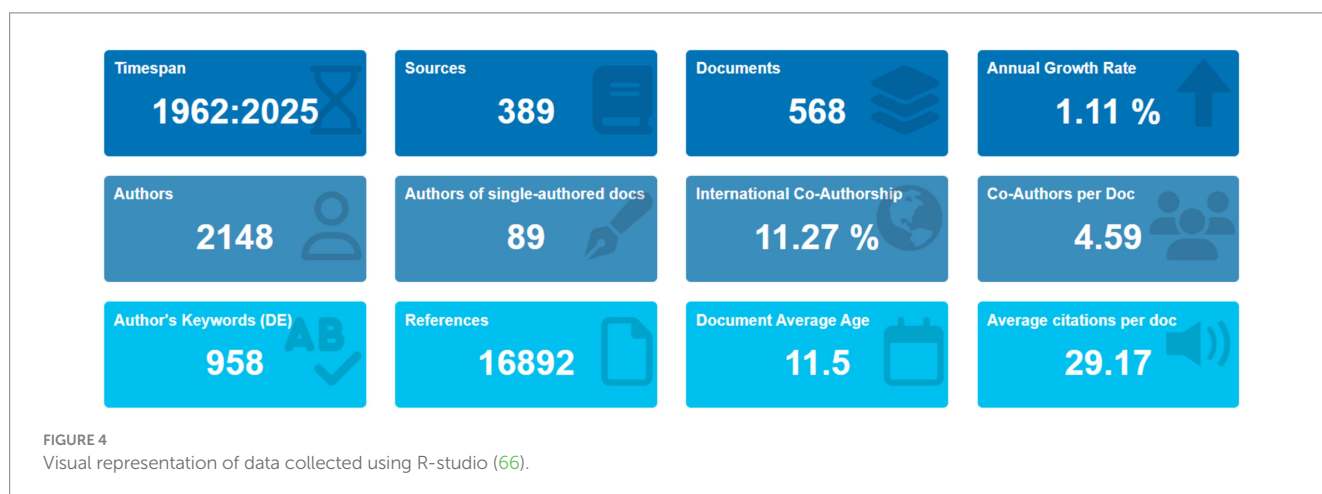 Timespan
1962:2025
Sources
389
Documents
568
Annual Growth Rate
1.11 %
Authors
2148
Authors of single-authored docs
89
International Co-Authorship
11.27 %
Co-Authors per Doc
4.59
Author's Keywords (DE)
AB
958
References
16892
Document Average Age
11.5
Average citations per doc
29.17
FIGURE 4
Visual representation of data collected using R-studio (66).